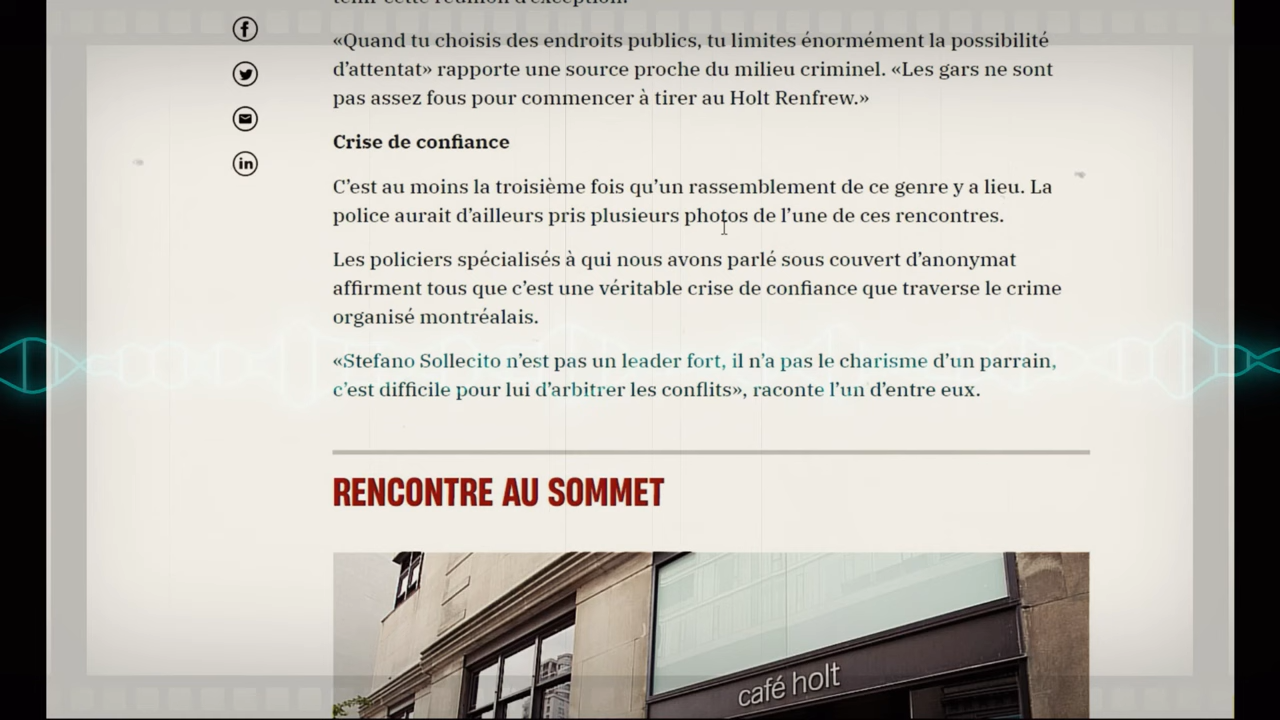 «Quand tu choisis des endroits publics, tu limites énormément la possibilité
d’attentat» rapporte une source proche du milieu criminel. «Les gars ne sont
pas assez fous pour commencer à tirer au Holt Renfrew.»
Crise de confiance
C’est au moins la troisième fois qu’un rassemblement de ce genre y a lieu. La
police aurait d’ailleurs pris plusieurs photos de l’une de ces rencontres.
Les policiers spécialisés à qui nous avons parlé sous couvert d’anonymat
affirment tous que c’est une véritable crise de confiance que traverse le crime
organisé montréalais.
«Stefano Sollecito n’est pas un leader fort, il n’a pas le charisme d’un parrain,
c’est difficile pour lui d’arbitrer les conflits», raconte l’un d’entre eux.
RENCONTRE AU SOMMET
café holt